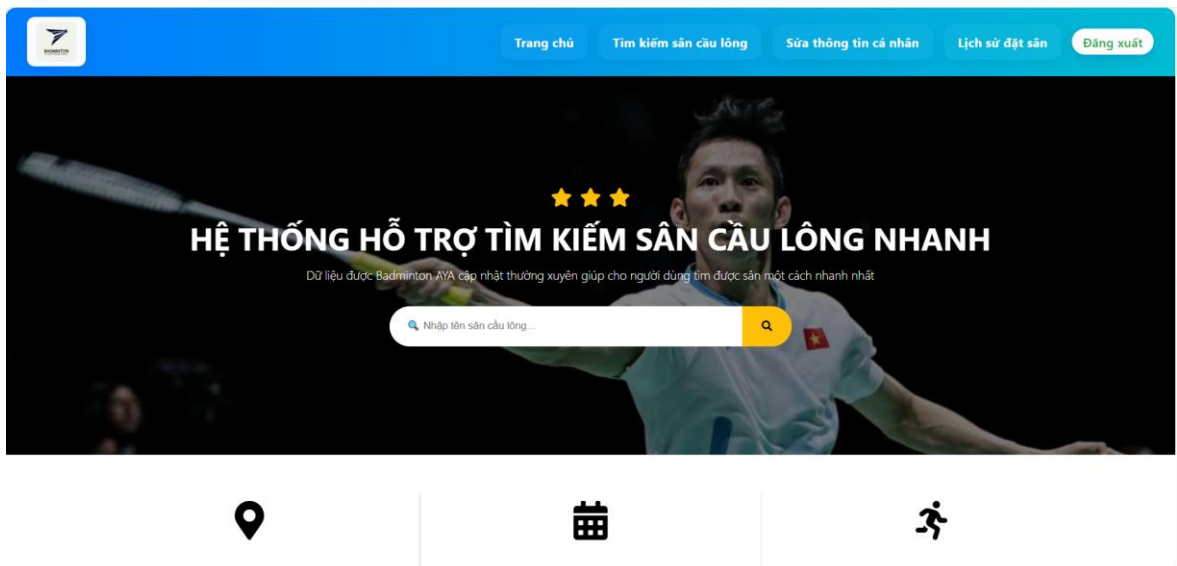 BADMINTON
Trang chủ
Tìm kiếm sân cầu lông
Sửa thông tin cá nhân
Lịch sử đặt sân
Đăng xuất
HỆ THỐNG HỖ TRỢ TÌM KIẾM SÂN CẦU LÔNG NHANH
Dữ liệu được Badminton AYA cập nhật thường xuyên giúp cho người dùng tìm được sân một cách nhanh nhất
Nhập tên sân cầu lông...